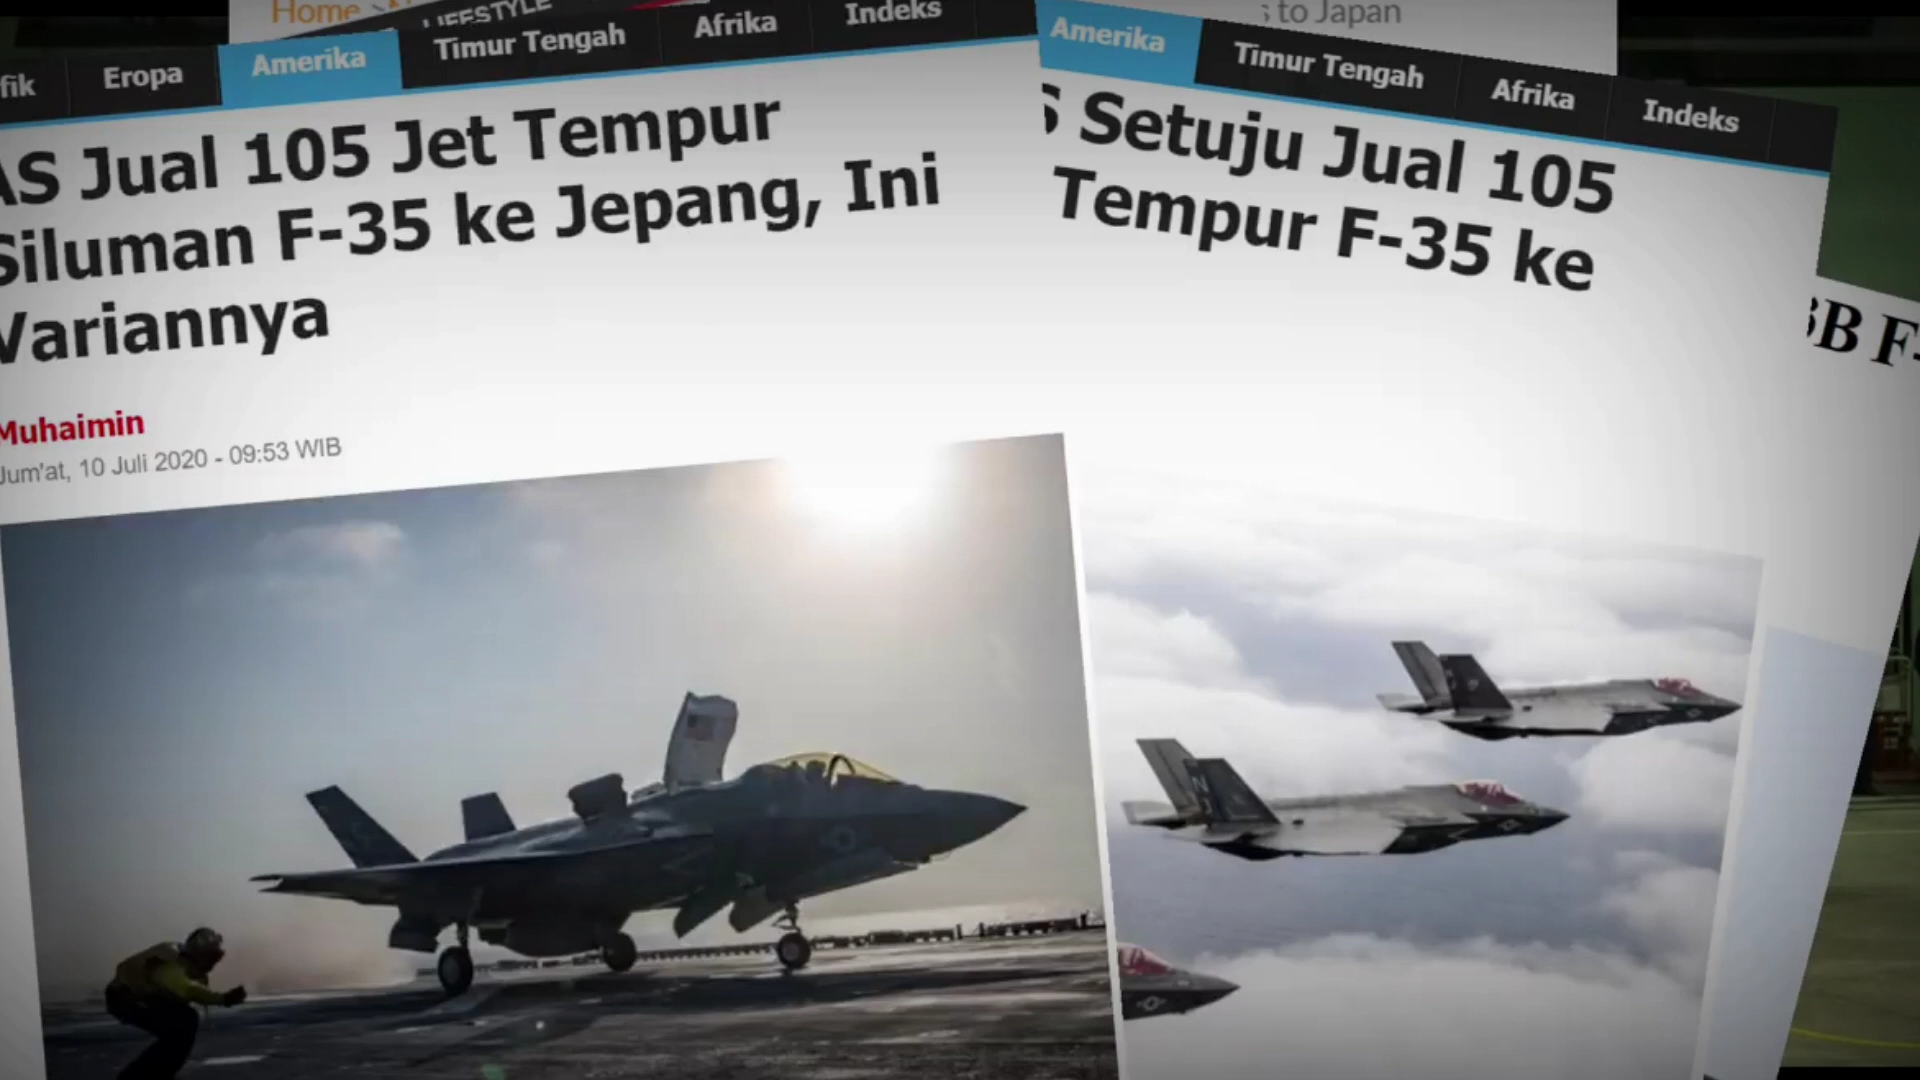 Home
LIFESTYLE
to Japan
fik Eropa Amerika Timur Tengah Afrika Indeks
AS Jual 105 Jet Tempur
Siluman F-35 ke Jepang, Ini
Variannya
Muhaimin
Jum'at, 10 Juli 2020 - 09:53 WIB
Amerika Timur Tengah Afrika Indeks
S Setuju Jual 105
Tempur F-35 ke
B F-